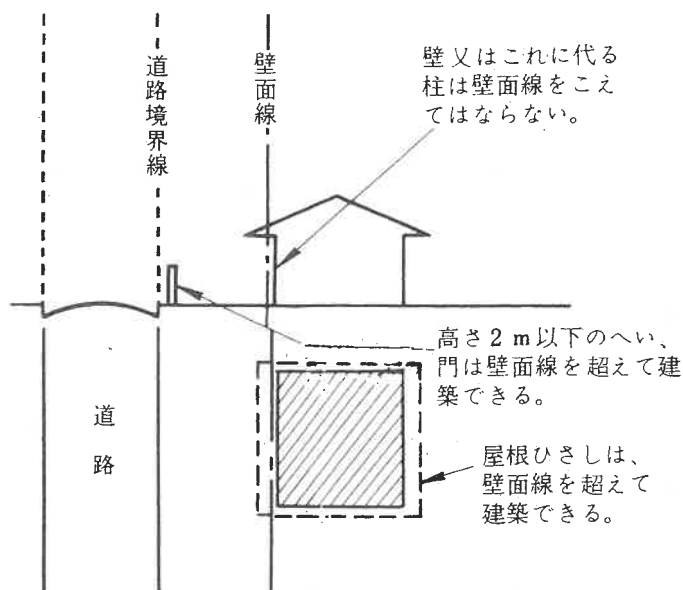 道路境界線
壁面線
壁又はこれに代る
柱は壁面線をこえ
てはならない。
高さ2m以下のへい、
門は壁面線を超えて建
築できる。
道路
屋根ひさしは、
壁面線を超えて
建築できる。